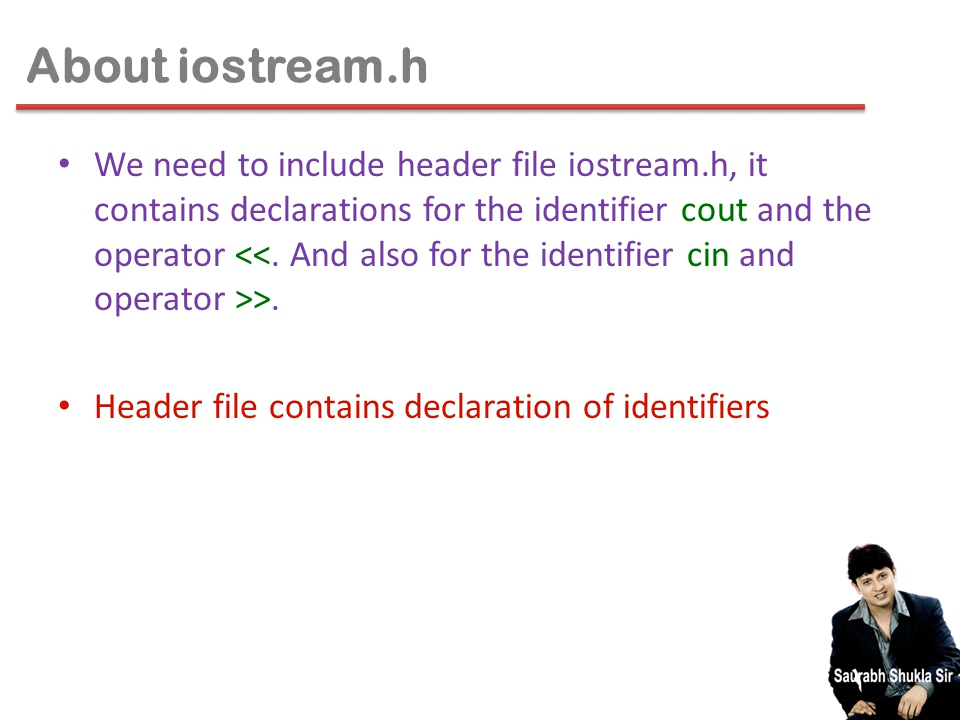 About iostream.h
• We need to include header file iostream.h, it
contains declarations for the identifier cout and the
operator <<. And also for the identifier cin and
operator >>.
• Header file contains declaration of identifiers
Saurabh Shukla Sir